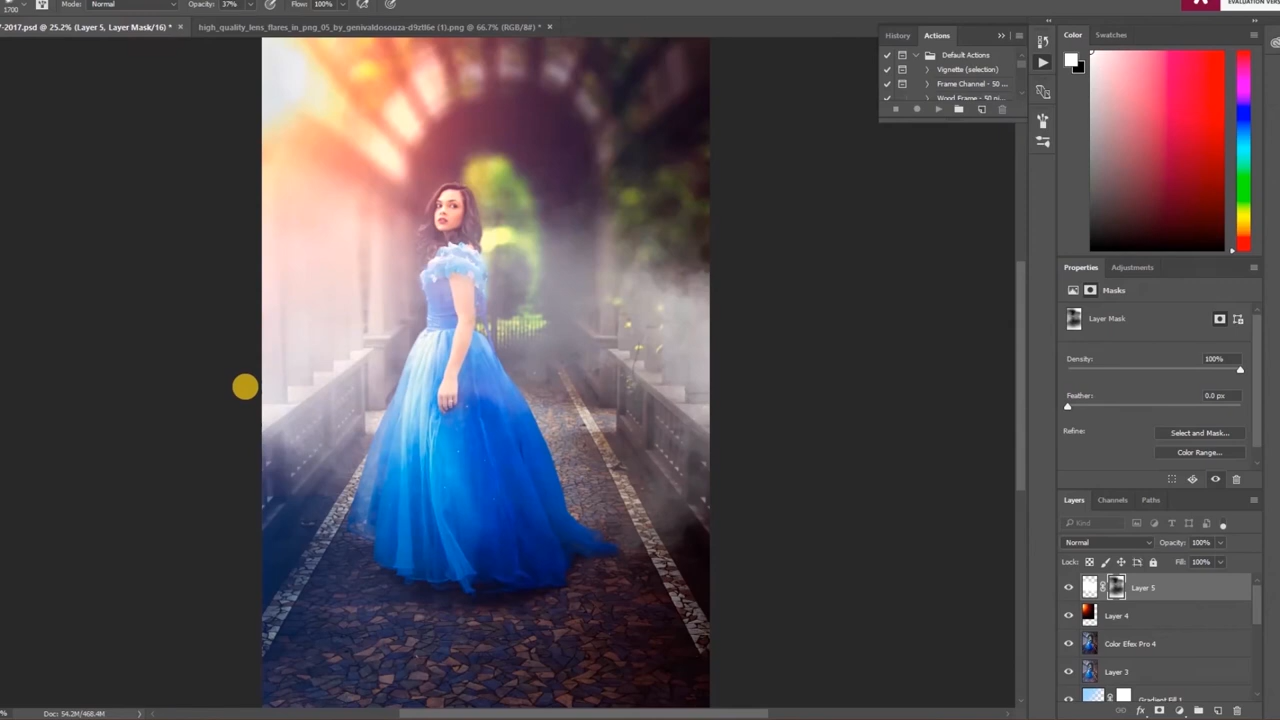 1700 Mode: Normal Opacity: 37% Flow: 100% EVALUATION VERS
7-2017.psd @ 25.2% (Layer 5, Layer Mask/16) * × high_quality_lens_flares_in_png_05_by_genivaldosouza-d9ztl6e (1).png @ 66.7% (RGB/8#) * ×
History Actions
Default Actions
Vignette (selection)
Frame Channel - 50 ...
Wood Frame - 50 pi...
Color Swatches
Properties Adjustments
Masks
Layer Mask
Density: 100%
Feather: 0.0 px
Refine: Select and Mask...
Color Range...
Layers Channels Paths
Kind
Normal Opacity: 100%
Lock: Fill: 100%
Layer 5
Layer 4
Color Efex Pro 4
Layer 3
Gradient Fill 1
% Doc: 54.2M/468.4M